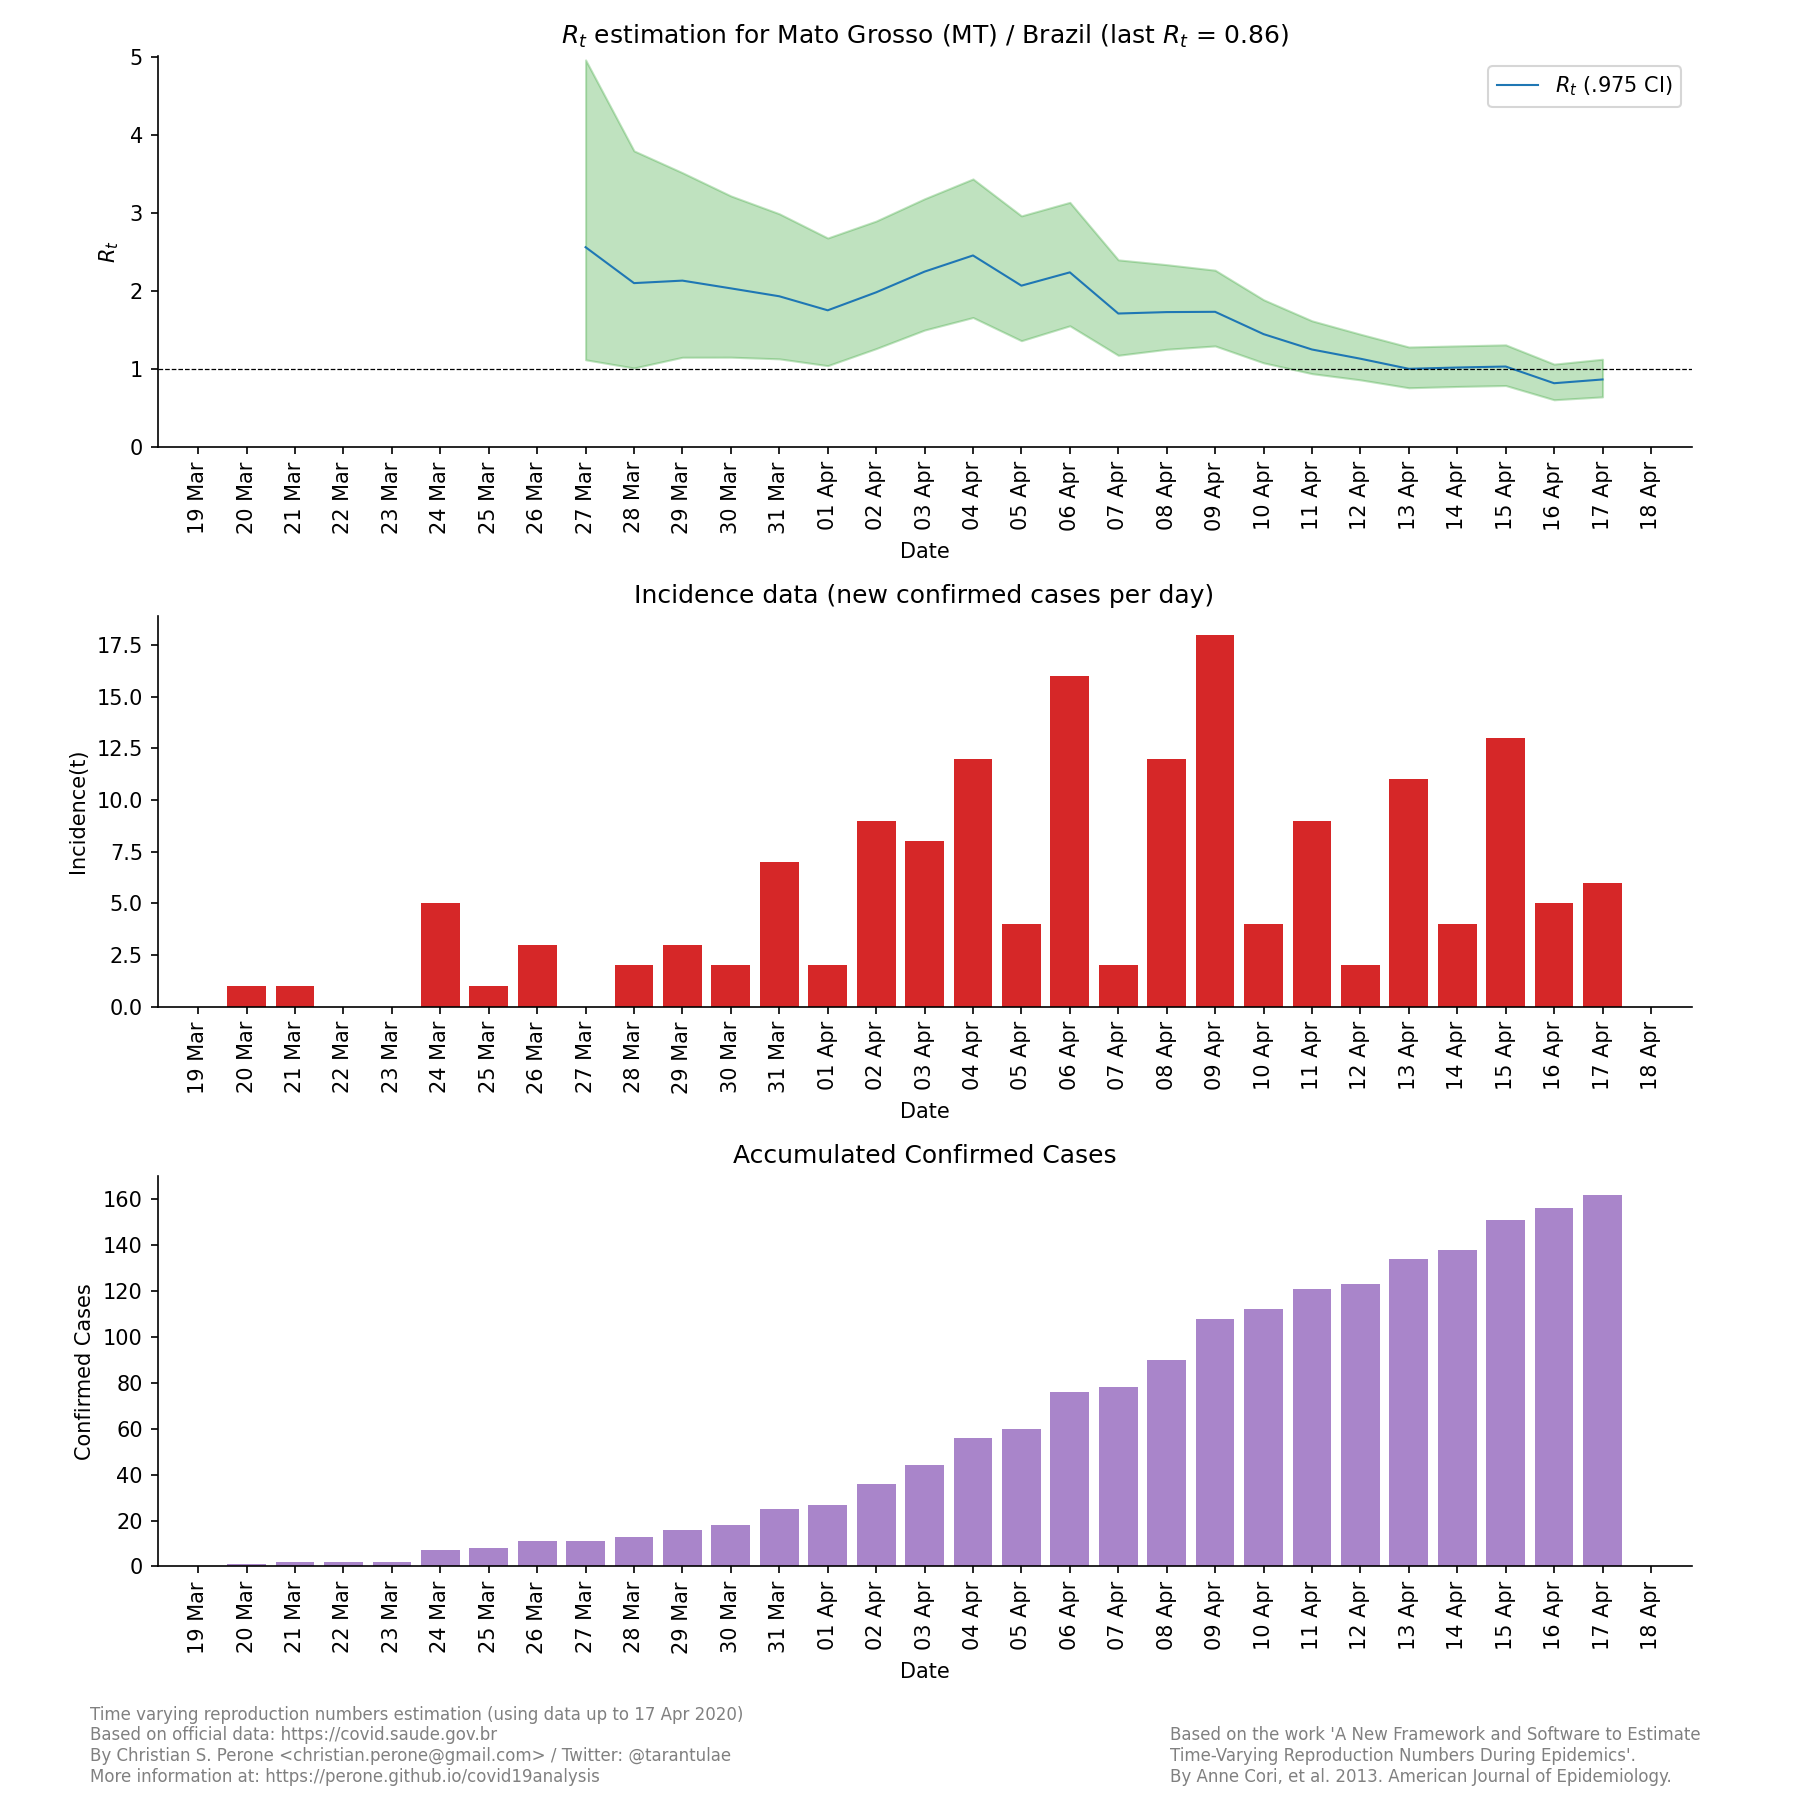 R_t estimation for Mato Grosso (MT) / Brazil (last R_t = 0.86)
R_t (.975 CI)
5
4
3
2
1
0
R_t
19 Mar 20 Mar 21 Mar 22 Mar 23 Mar 24 Mar 25 Mar 26 Mar 27 Mar 28 Mar 29 Mar 30 Mar 31 Mar 01 Apr 02 Apr 03 Apr 04 Apr 05 Apr 06 Apr 07 Apr 08 Apr 09 Apr 10 Apr 11 Apr 12 Apr 13 Apr 14 Apr 15 Apr 16 Apr 17 Apr 18 Apr
Date
Incidence data (new confirmed cases per day)
17.5
15.0
12.5
10.0
7.5
5.0
2.5
0.0
Incidence(t)
19 Mar 20 Mar 21 Mar 22 Mar 23 Mar 24 Mar 25 Mar 26 Mar 27 Mar 28 Mar 29 Mar 30 Mar 31 Mar 01 Apr 02 Apr 03 Apr 04 Apr 05 Apr 06 Apr 07 Apr 08 Apr 09 Apr 10 Apr 11 Apr 12 Apr 13 Apr 14 Apr 15 Apr 16 Apr 17 Apr 18 Apr
Date
Accumulated Confirmed Cases
160
140
120
100
80
60
40
20
0
Confirmed Cases
19 Mar 20 Mar 21 Mar 22 Mar 23 Mar 24 Mar 25 Mar 26 Mar 27 Mar 28 Mar 29 Mar 30 Mar 31 Mar 01 Apr 02 Apr 03 Apr 04 Apr 05 Apr 06 Apr 07 Apr 08 Apr 09 Apr 10 Apr 11 Apr 12 Apr 13 Apr 14 Apr 15 Apr 16 Apr 17 Apr 18 Apr
Date
Time varying reproduction numbers estimation (using data up to 17 Apr 2020)
Based on official data: https://covid.saude.gov.br
By Christian S. Perone <christian.perone@gmail.com> / Twitter: @tarantulae
More information at: https://perone.github.io/covid19analysis
Based on the work 'A New Framework and Software to Estimate
Time-Varying Reproduction Numbers During Epidemics'.
By Anne Cori, et al. 2013. American Journal of Epidemiology.